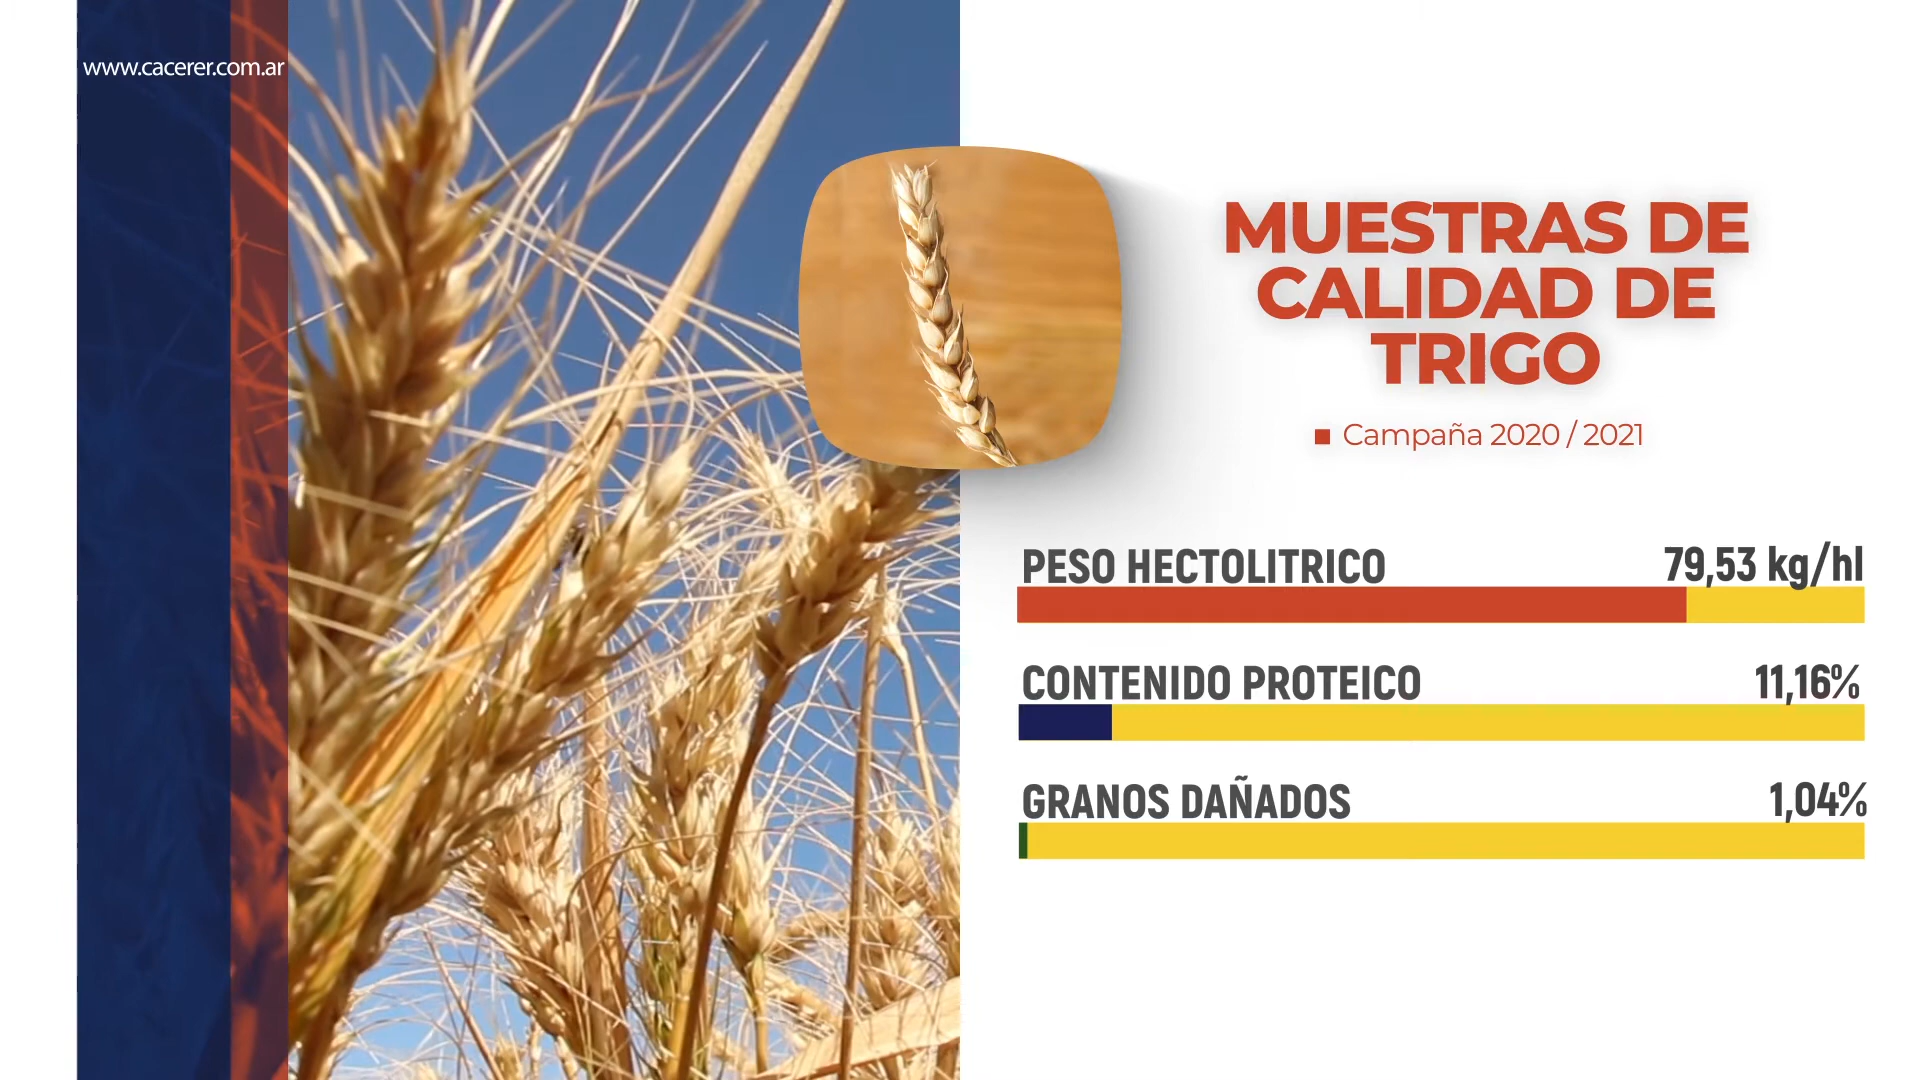 www.cacerer.com.ar
MUESTRAS DE
CALIDAD DE
TRIGO
▪ Campaña 2020 / 2021
PESO HECTOLITRICO 79,53 kg/hl
CONTENIDO PROTEICO 11,16%
GRANOS DAÑADOS 1,04%